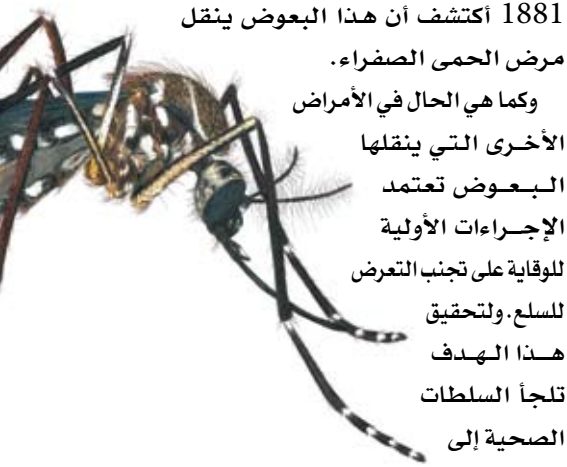 1881 أكتشف أن هذا البعوض ينقل
مرض الحمى الصفراء.
وكما هي الحال في الأمراض
الأخرى التي ينقلها
البعوض تعتمد
الإجراءات الأولية
للوقاية على تجنب التعرض
للسلع. ولتحقيق
هذا الهدف
تلجأ السلطات
الصحية إلى